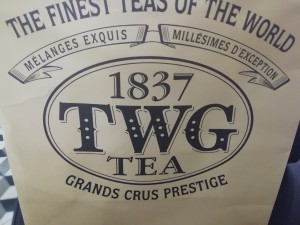 THE FINEST TEAS OF THE WORLD
MÉLANGES EXQUIS
MILLÉSIMES D'EXCEPTION
1837
TWG
TEA
GRANDS CRUS PRESTIGE